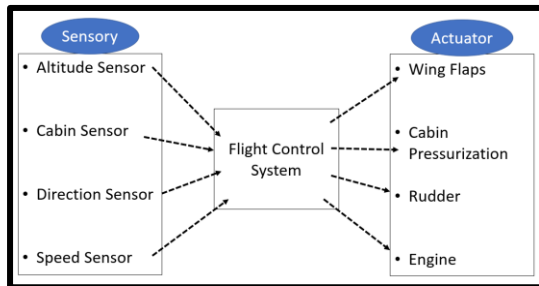 Sensory
• Altitude Sensor
• Cabin Sensor
• Direction Sensor
• Speed Sensor
Flight Control
System
Actuator
• Wing Flaps
• Cabin
Pressurization
• Rudder
• Engine